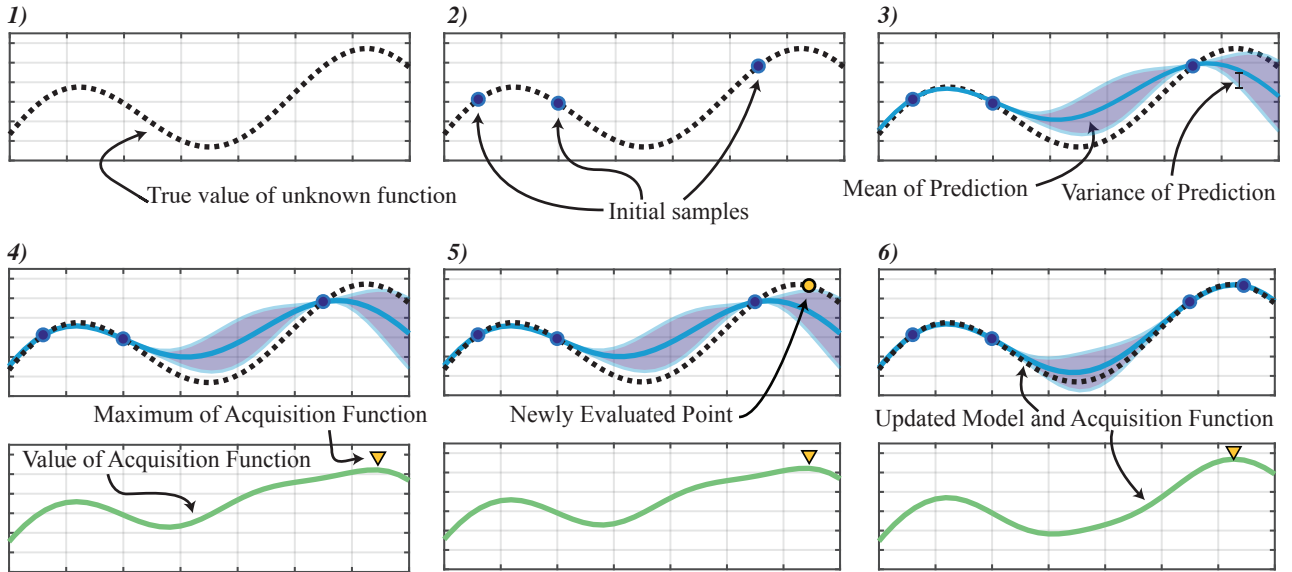 1)
2)
3)
True value of unknown function
Initial samples
Mean of Prediction
Variance of Prediction
4)
5)
6)
Maximum of Acquisition Function
Newly Evaluated Point
Updated Model and Acquisition Function
Value of Acquisition Function